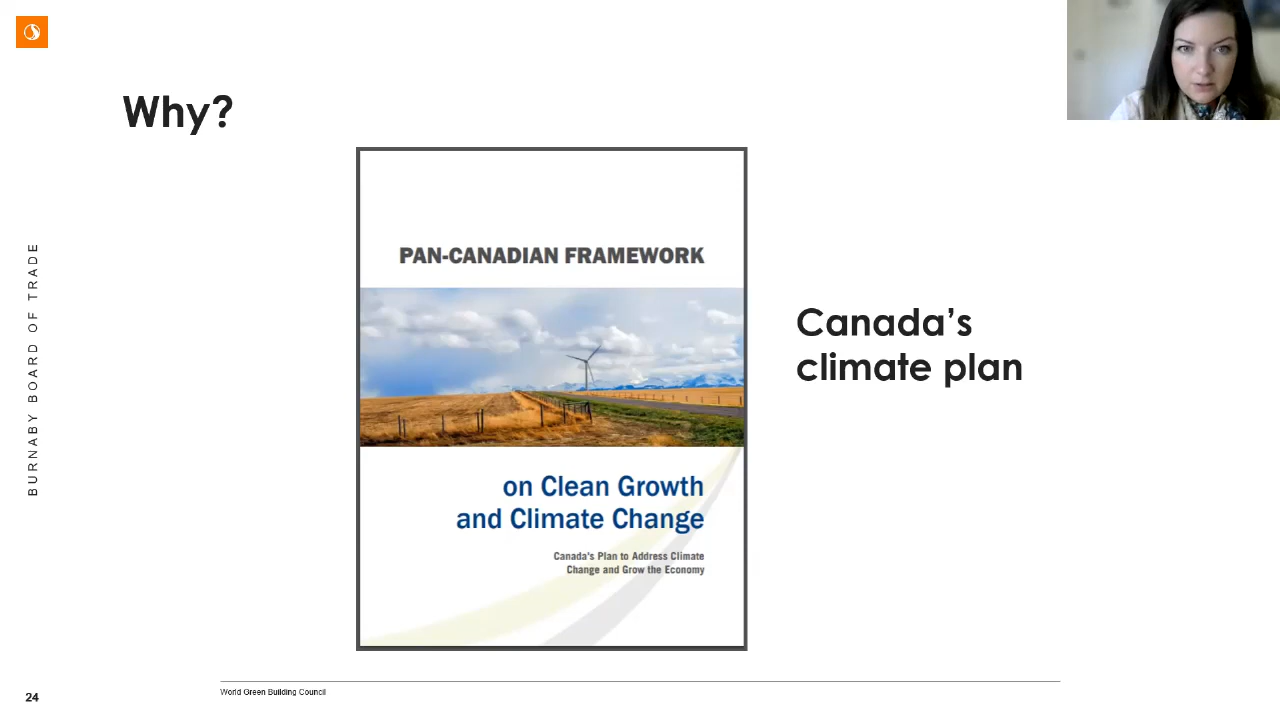 Why?
BURNABY BOARD OF TRADE
PAN-CANADIAN FRAMEWORK
on Clean Growth
and Climate Change
Canada's Plan to Address Climate
Change and Grow the Economy
Canada's
climate plan
24
World Green Building Council